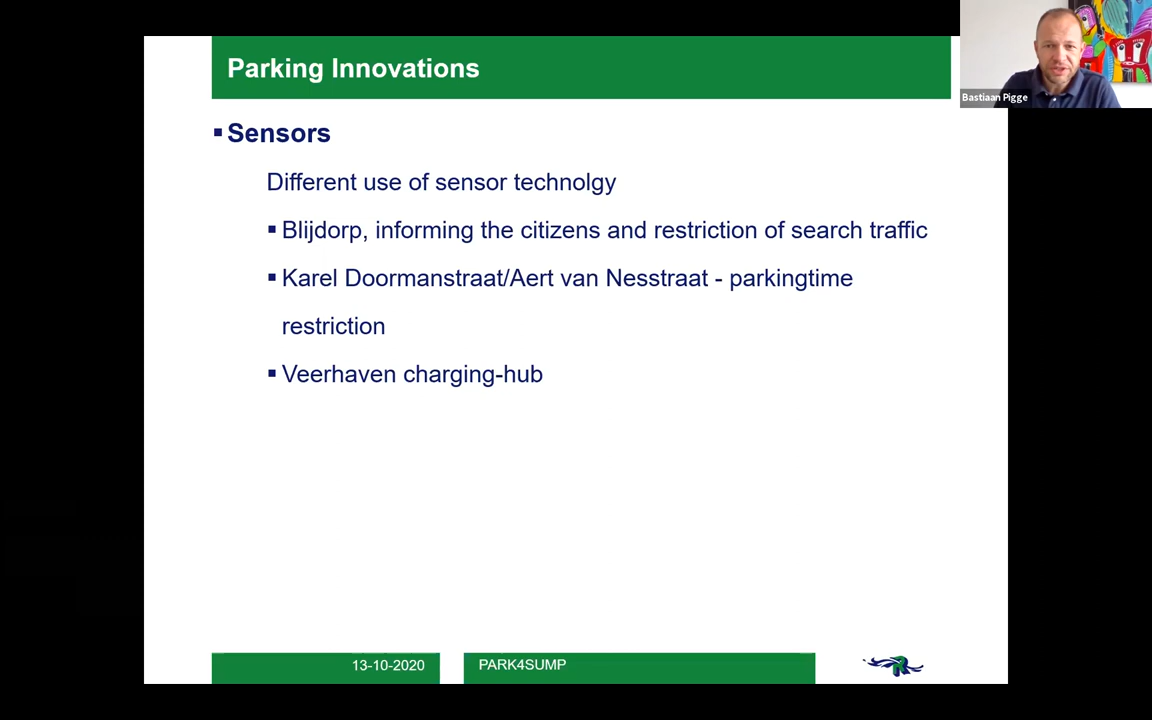 Parking Innovations
Bastiaan Pigge
Sensors
Different use of sensor technolgy
Blijdorp, informing the citizens and restriction of search traffic
Karel Doormanstraat/Aert van Nesstraat - parkingtime
restriction
Veerhaven charging-hub
13-10-2020
PARK4SUMP